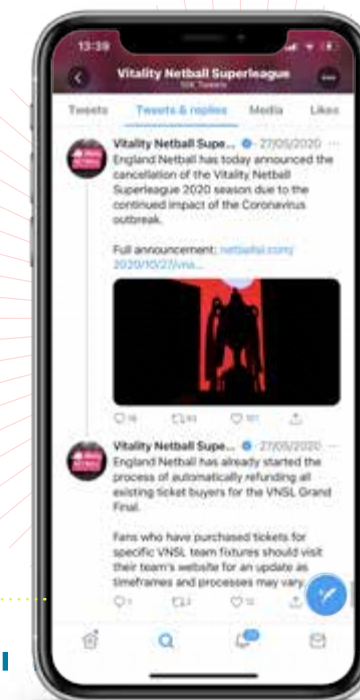 13:39
Vitality Netball Superleague
Tweets
Tweets & replies
Media
Likes
Vitality Netball Supe... · 27/05/2020
England Netball has today announced the
cancellation of the Vitality Netball
Superleague 2020 season due to the
continued impact of the Coronavirus
outbreak.
Full announcement:
Vitality Netball Supe... · 27/05/2020
England Netball has already started the
process of automatically refunding all
existing ticket buyers for the VNSL Grand
Final.
Fans who have purchased tickets for
specific VNSL team fixtures should visit
their team's website for an update as
timeframes and processes may vary.